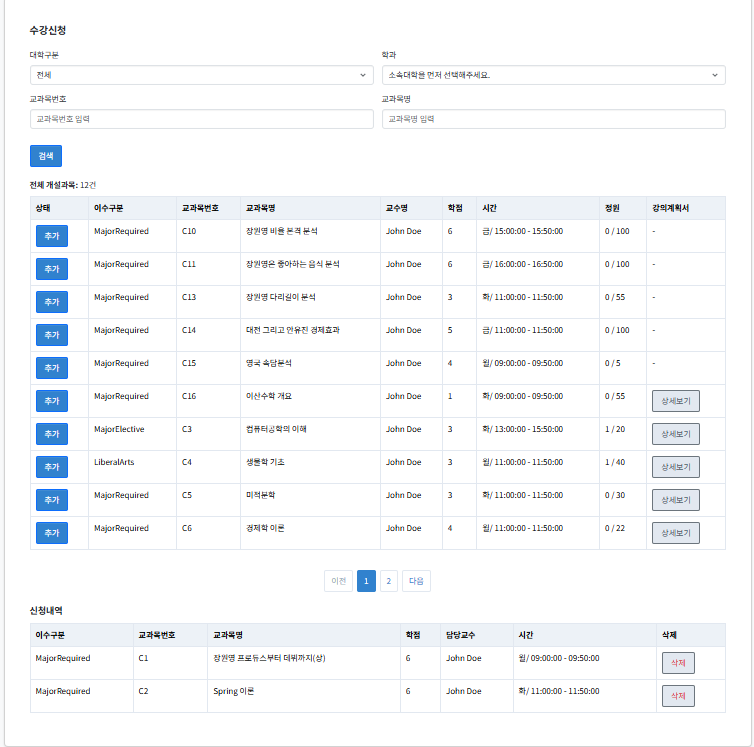 수강신청
대학구분 학과
전체 소속대학을 먼저 선택해주세요.
교과목번호 교과목명
교과목번호 입력 교과목명 입력
검색
전체 개설과목: 12건
상태 이수구분 교과목번호 교과목명 교수명 학점 시간 정원 강의계획서
추가 MajorRequired C10 장원영 비율 본격 분석 John Doe 6 금/ 15:00:00 - 15:50:00 0 / 100 -
추가 MajorRequired C11 장원영은 좋아하는 음식 분석 John Doe 6 금/ 16:00:00 - 16:50:00 0 / 100 -
추가 MajorRequired C13 장원영 다리길이 분석 John Doe 3 화/ 11:00:00 - 11:50:00 0 / 55 -
추가 MajorRequired C14 대전 그리고 안유진 경제효과 John Doe 5 금/ 11:00:00 - 11:50:00 0 / 100 -
추가 MajorRequired C15 영국 속담분석 John Doe 4 월/ 09:00:00 - 09:50:00 0 / 5 -
추가 MajorRequired C16 이산수학 개요 John Doe 1 화/ 09:00:00 - 09:50:00 0 / 55 상세보기
추가 MajorElective C3 컴퓨터공학의 이해 John Doe 3 화/ 13:00:00 - 15:50:00 1 / 20 상세보기
추가 LiberalArts C4 생물학 기초 John Doe 3 월/ 11:00:00 - 11:50:00 1 / 40 상세보기
추가 MajorRequired C5 미적분학 John Doe 3 화/ 11:00:00 - 11:50:00 0 / 30 상세보기
추가 MajorRequired C6 경제학 이론 John Doe 4 월/ 11:00:00 - 11:50:00 0 / 22 상세보기
이전 1 2 다음
신청내역
이수구분 교과목번호 교과목명 학점 담당교수 시간 삭제
MajorRequired C1 장원영 프로듀스부터 데뷔까지(상) 6 John Doe 월/ 09:00:00 - 09:50:00 삭제
MajorRequired C2 Spring 이론 6 John Doe 화/ 11:00:00 - 11:50:00 삭제